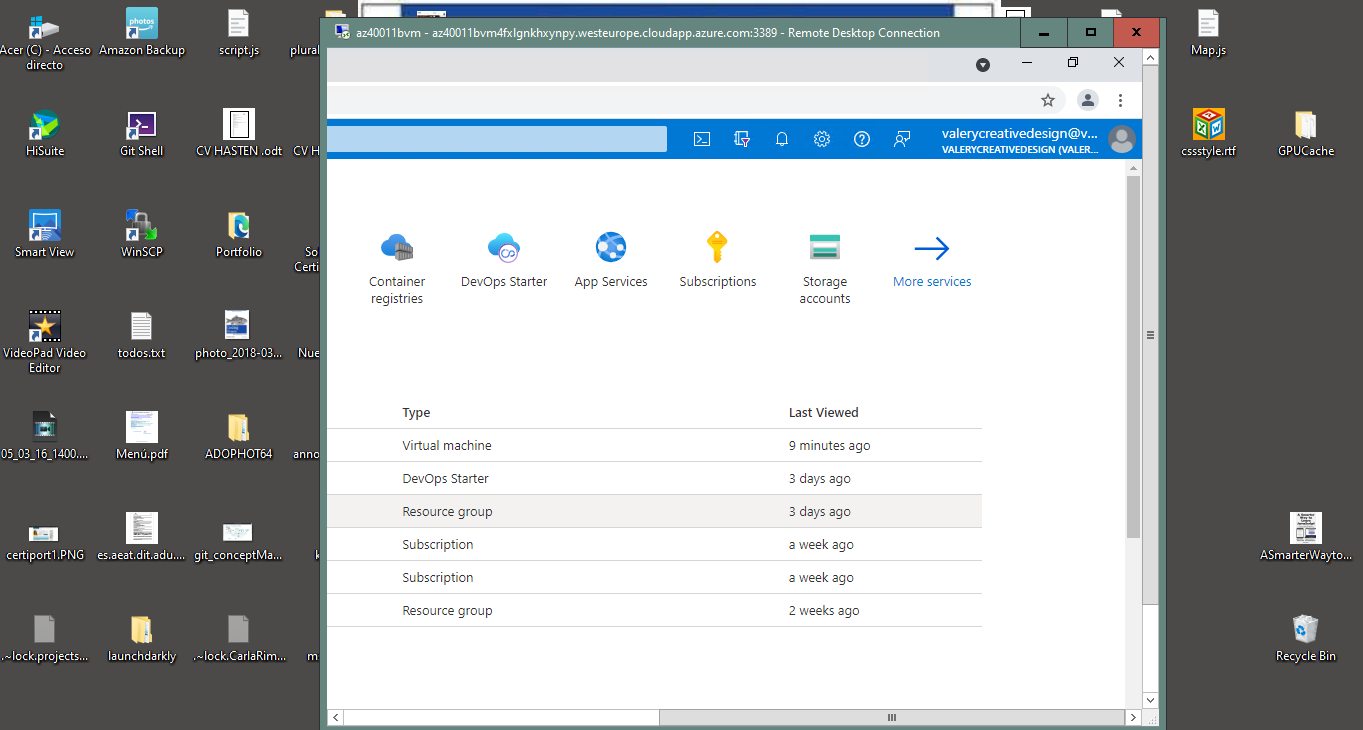 az40011bvm - az40011bvm4fxlgnkhxynpy.westeurope.cloudapp.azure.com:3389 - Remote Desktop Connection
valerycreativedesign@v...
VALERYCREATIVEDESIGN (VALER...
Container
registries
DevOps Starter
App Services
Subscriptions
Storage
accounts
More services
Type
Last Viewed
Virtual machine
9 minutes ago
DevOps Starter
3 days ago
Resource group
3 days ago
Subscription
a week ago
Subscription
a week ago
Resource group
2 weeks ago
Acer (C) - Acceso
directo
Amazon Backup
photos
script.js
plural
HiSuite
Git Shell
CV HASTEN .odt
CV H
Smart View
WinSCP
Portfolio
So
Certi
VideoPad Video
Editor
todos.txt
photo_2018-03...
Nue
05_03_16_1400....
Menú.pdf
ADOPHOT64
anno
certiport1.PNG
es.aeat.dit.adu....
git_conceptMa...
k
.~lock.projects...
launchdarkly
.~lock.CarlaRim...
m
Map.js
cssstyle.rtf
GPUCache
ASmarterWayto...
Recycle Bin